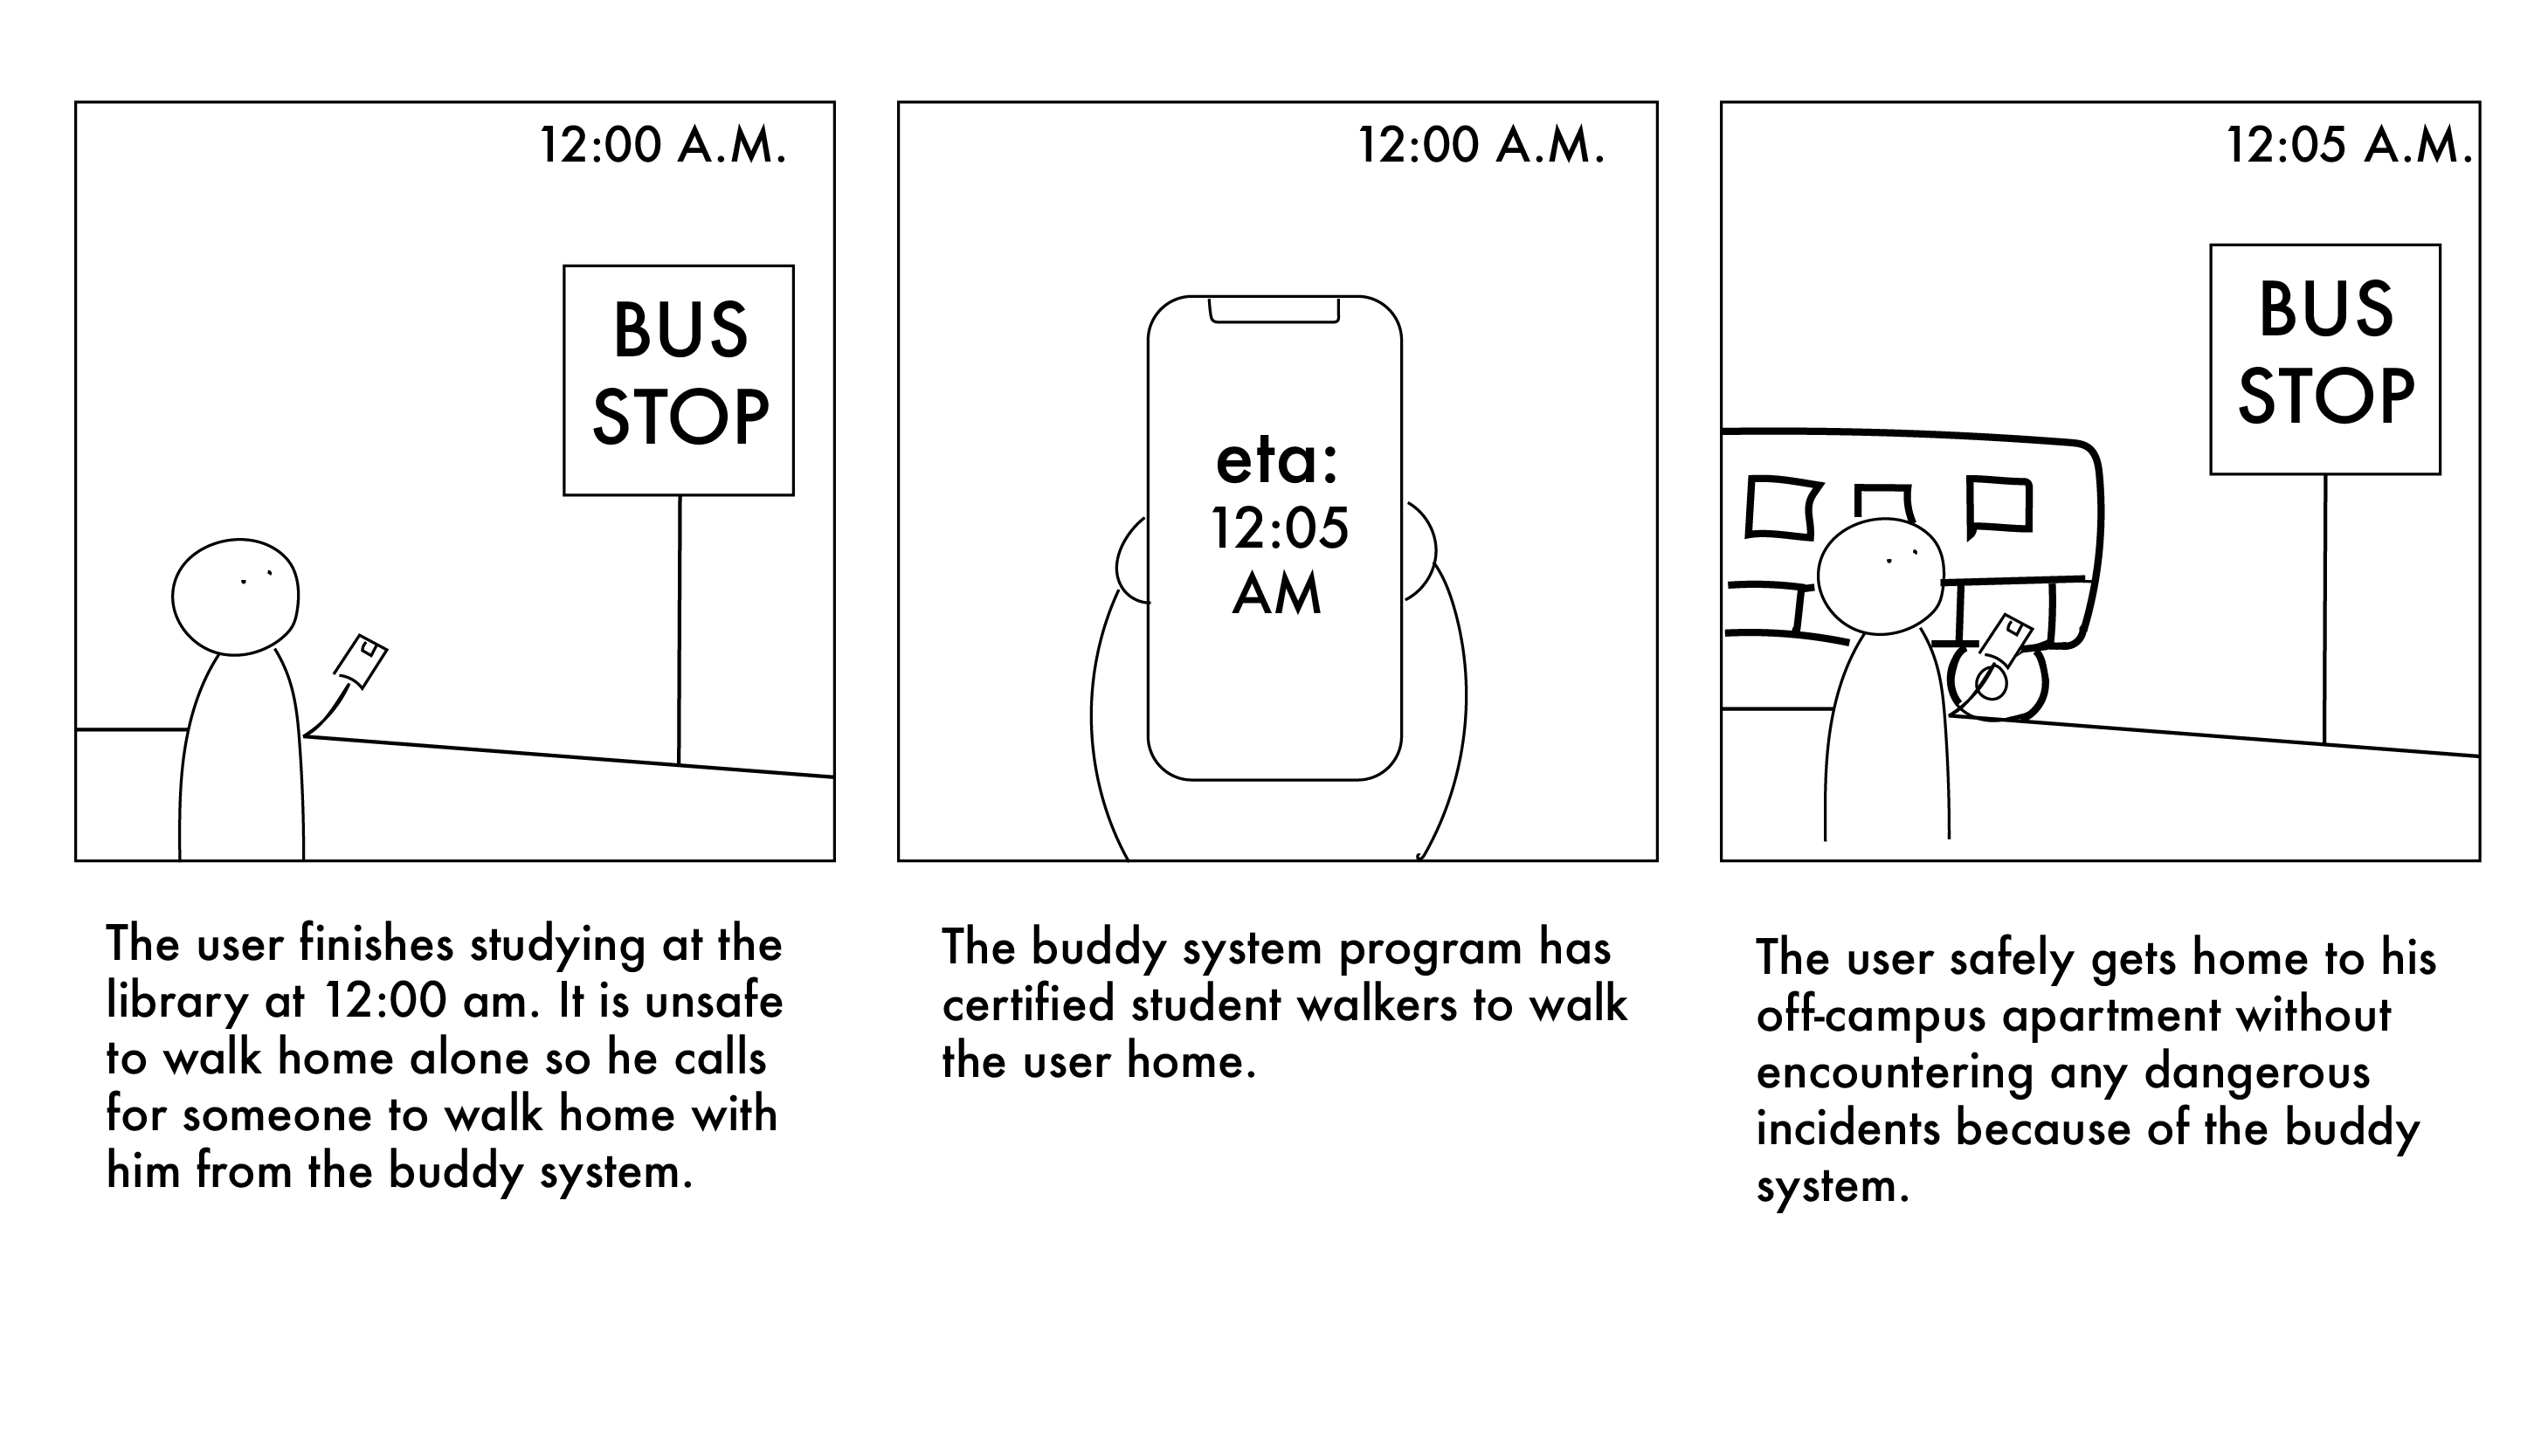 12:00 A.M.
BUS
STOP
The user finishes studying at the
library at 12:00 am. It is unsafe
to walk home alone so he calls
for someone to walk home with
him from the buddy system.
12:00 A.M.
eta:
12:05
AM
The buddy system program has
certified student walkers to walk
the user home.
12:05 A.M.
BUS
STOP
The user safely gets home to his
off-campus apartment without
encountering any dangerous
incidents because of the buddy
system.